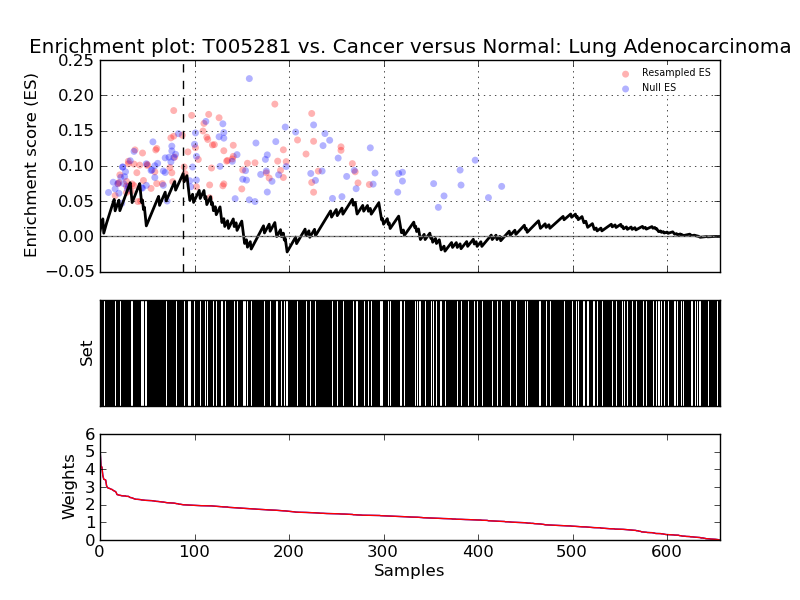 Enrichment plot: T005281 vs. Cancer versus Normal: Lung Adenocarcinoma
0.25
0.20
0.15
0.10
0.05
0.00
−0.05
Enrichment score (ES)
Resampled ES
Null ES
Set
6
5
4
3
2
1
0
Weights
0 100 200 300 400 500 600
Samples